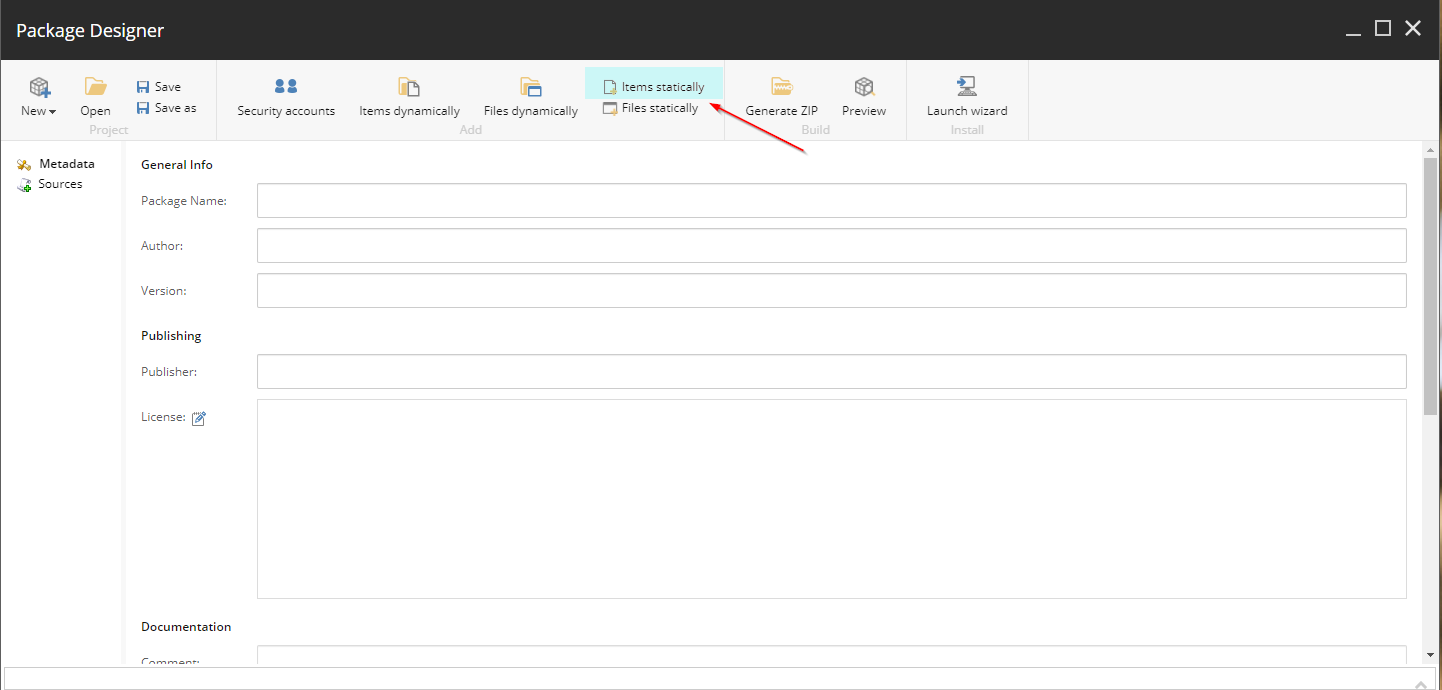 Package Designer
New
Open
Save
Save as
Project
Security accounts
Items dynamically
Files dynamically
Items statically
Files statically
Add
Generate ZIP
Preview
Build
Launch wizard
Install
Metadata
Sources
General Info
Package Name:
Author:
Version:
Publishing
Publisher:
License:
Documentation
Comment: